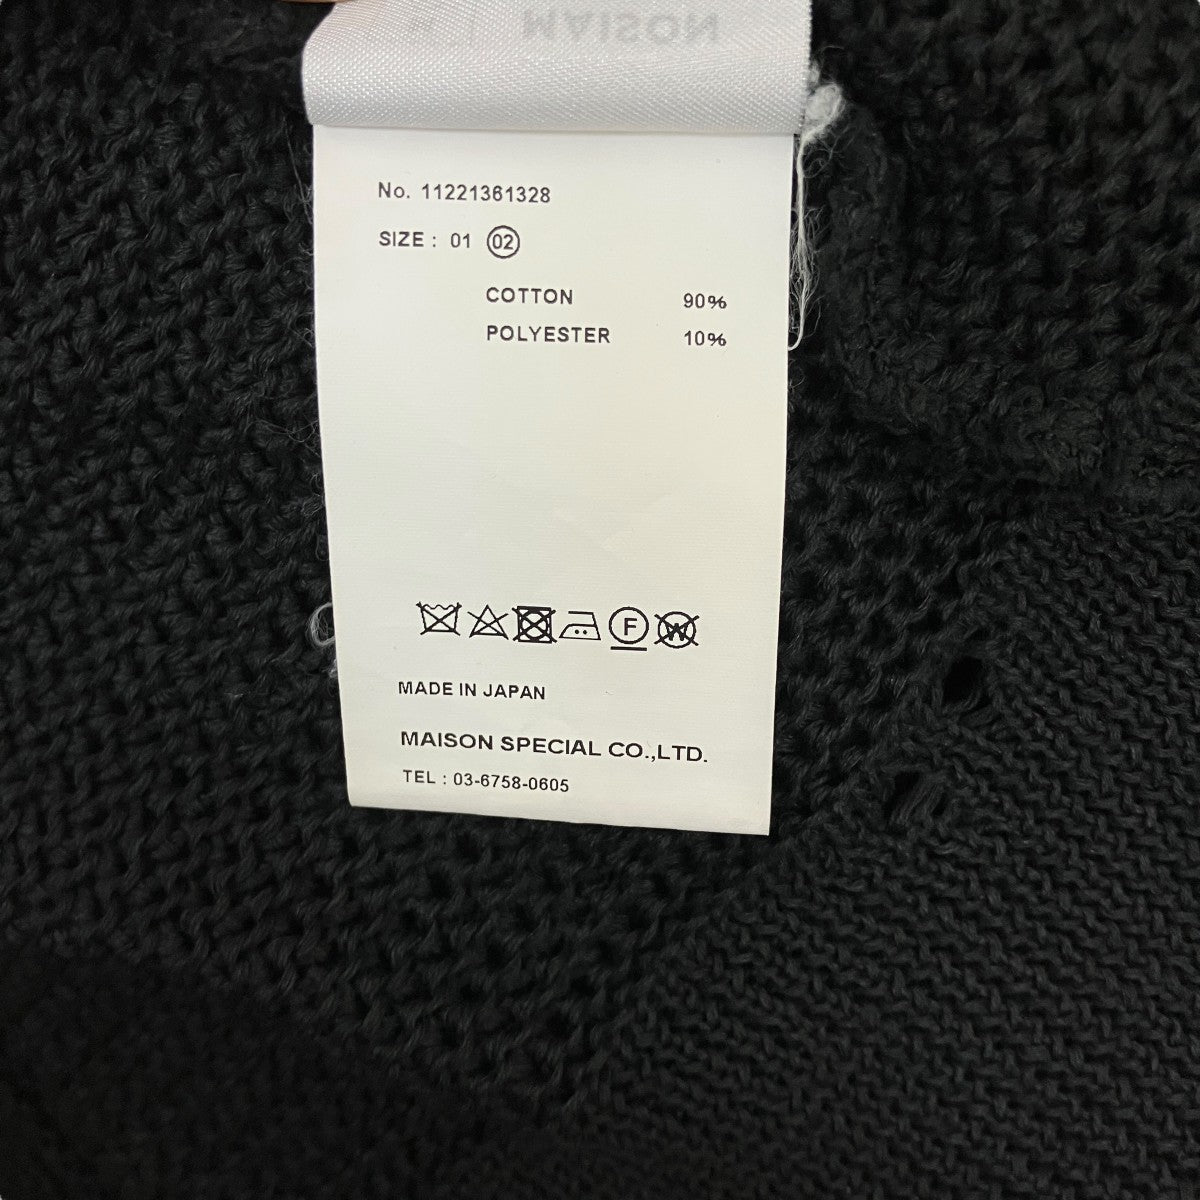 MAISON
No. 11221361328
SIZE : 01 02
COTTON 90%
POLYESTER 10%
F
W
MADE IN JAPAN
MAISON SPECIAL CO.,LTD.
TEL : 03-6758-0605